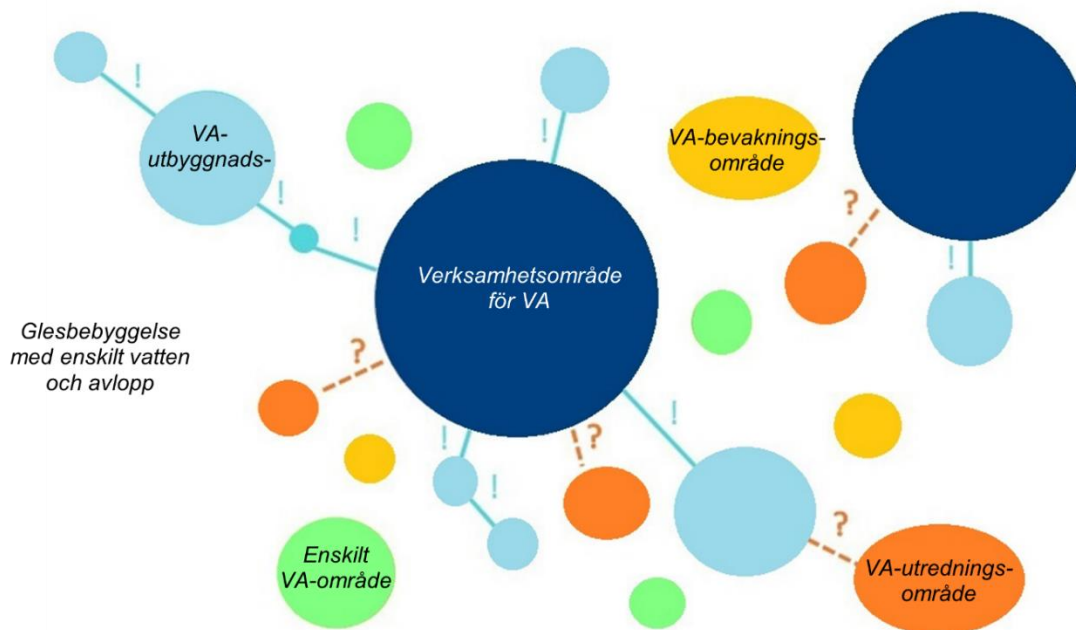 !
VA-
utbyggnads-
!
VA-bevaknings-
område
?
!
!
!
Verksamhetsområde
för VA
Glesbebyggelse
med enskilt vatten
och avlopp
?
!
!
?
!
!
?
Enskilt
VA-område
VA-utrednings-
område